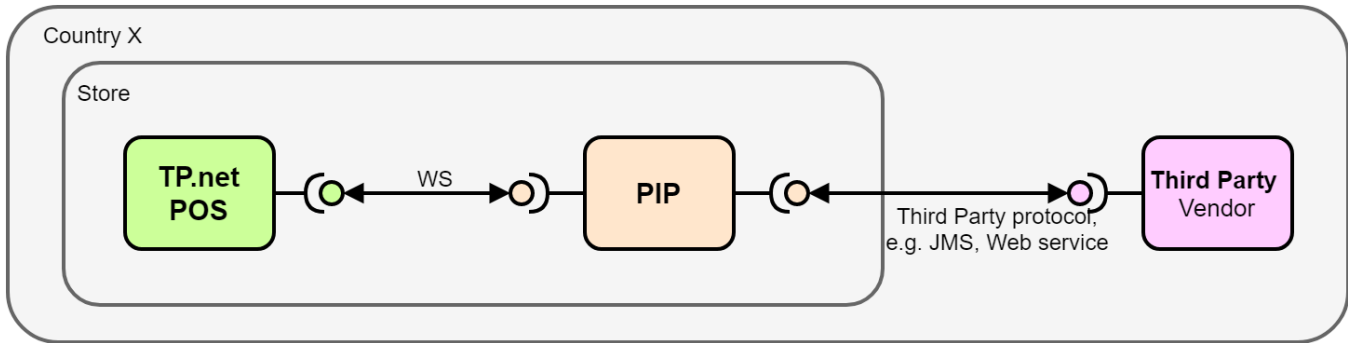 Country X
Store
TP.net
POS
WS
PIP
Third Party protocol,
e.g. JMS, Web service
Third Party
Vendor